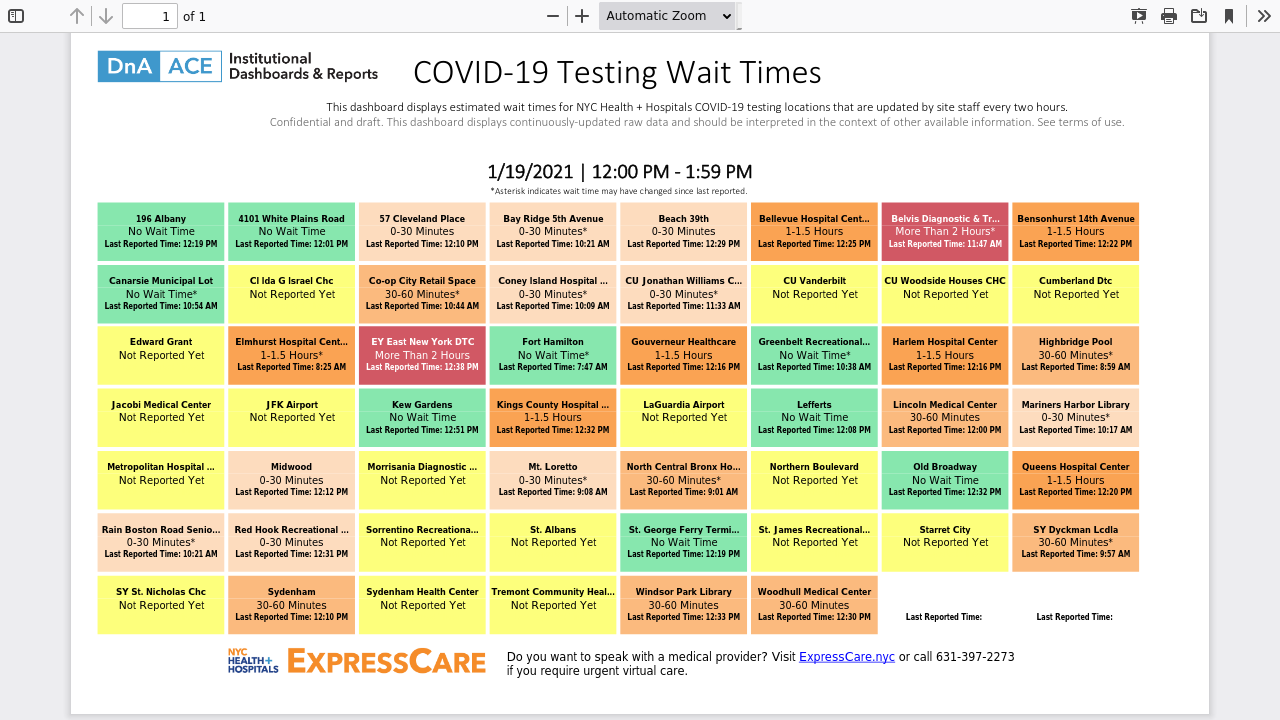 1
of 1
Automatic Zoom
DnA ACE Institutional
Dashboards & Reports
COVID-19 Testing Wait Times
This dashboard displays estimated wait times for NYC Health + Hospitals COVID-19 testing locations that are updated by site staff every two hours.
Confidential and draft. This dashboard displays continuously-updated raw data and should be interpreted in the context of other available information. See terms of use.
1/19/2021 | 12:00 PM - 1:59 PM
*Asterisk indicates wait time may have changed since last reported.
196 Albany
No Wait Time
Last Reported Time: 12:19 PM
4101 White Plains Road
No Wait Time
Last Reported Time: 12:01 PM
57 Cleveland Place
0-30 Minutes
Last Reported Time: 12:10 PM
Bay Ridge 5th Avenue
0-30 Minutes*
Last Reported Time: 10:21 AM
Beach 39th
0-30 Minutes
Last Reported Time: 12:29 PM
Bellevue Hospital Cent...
1-1.5 Hours
Last Reported Time: 12:25 PM
Belvis Diagnostic & Tr...
More Than 2 Hours*
Last Reported Time: 11:47 AM
Bensonhurst 14th Avenue
1-1.5 Hours
Last Reported Time: 12:22 PM
Canarsie Municipal Lot
No Wait Time*
Last Reported Time: 10:54 AM
Cl Ida G Israel Chc
Not Reported Yet
Co-op City Retail Space
30-60 Minutes*
Last Reported Time: 10:44 AM
Coney Island Hospital ...
0-30 Minutes*
Last Reported Time: 10:09 AM
CU Jonathan Williams C...
0-30 Minutes*
Last Reported Time: 11:33 AM
CU Vanderbilt
Not Reported Yet
CU Woodside Houses CHC
Not Reported Yet
Cumberland Dtc
Not Reported Yet
Edward Grant
Not Reported Yet
Elmhurst Hospital Cent...
1-1.5 Hours*
Last Reported Time: 8:25 AM
EY East New York DTC
More Than 2 Hours
Last Reported Time: 12:38 PM
Fort Hamilton
No Wait Time*
Last Reported Time: 7:47 AM
Gouverneur Healthcare
1-1.5 Hours
Last Reported Time: 12:16 PM
Greenbelt Recreational...
No Wait Time*
Last Reported Time: 10:38 AM
Harlem Hospital Center
1-1.5 Hours
Last Reported Time: 12:16 PM
Highbridge Pool
30-60 Minutes*
Last Reported Time: 8:59 AM
Jacobi Medical Center
Not Reported Yet
JFK Airport
Not Reported Yet
Kew Gardens
No Wait Time
Last Reported Time: 12:51 PM
Kings County Hospital ...
1-1.5 Hours
Last Reported Time: 12:32 PM
LaGuardia Airport
Not Reported Yet
Lefferts
No Wait Time
Last Reported Time: 12:08 PM
Lincoln Medical Center
30-60 Minutes
Last Reported Time: 12:00 PM
Mariners Harbor Library
0-30 Minutes*
Last Reported Time: 10:17 AM
Metropolitan Hospital ...
Not Reported Yet
Midwood
0-30 Minutes
Last Reported Time: 12:12 PM
Morrisania Diagnostic ...
Not Reported Yet
Mt. Loretto
0-30 Minutes*
Last Reported Time: 9:08 AM
North Central Bronx Ho...
30-60 Minutes*
Last Reported Time: 9:01 AM
Northern Boulevard
Not Reported Yet
Old Broadway
No Wait Time
Last Reported Time: 12:32 PM
Queens Hospital Center
1-1.5 Hours
Last Reported Time: 12:20 PM
Rain Boston Road Senio...
0-30 Minutes*
Last Reported Time: 10:21 AM
Red Hook Recreational ...
0-30 Minutes
Last Reported Time: 12:31 PM
Sorrentino Recreationa...
Not Reported Yet
St. Albans
Not Reported Yet
St. George Ferry Termi...
No Wait Time
Last Reported Time: 12:19 PM
St. James Recreational...
Not Reported Yet
Starret City
Not Reported Yet
SY Dyckman Lcdla
30-60 Minutes*
Last Reported Time: 9:57 AM
SY St. Nicholas Chc
Not Reported Yet
Sydenham
30-60 Minutes
Last Reported Time: 12:10 PM
Sydenham Health Center
Not Reported Yet
Tremont Community Heal...
Not Reported Yet
Windsor Park Library
30-60 Minutes
Last Reported Time: 12:33 PM
Woodhull Medical Center
30-60 Minutes
Last Reported Time: 12:30 PM
Last Reported Time:
Last Reported Time:
NYC
HEALTH+
HOSPITALS
EXPRESSCARE
Do you want to speak with a medical provider? Visit ExpressCare.nyc or call 631-397-2273
if you require urgent virtual care.